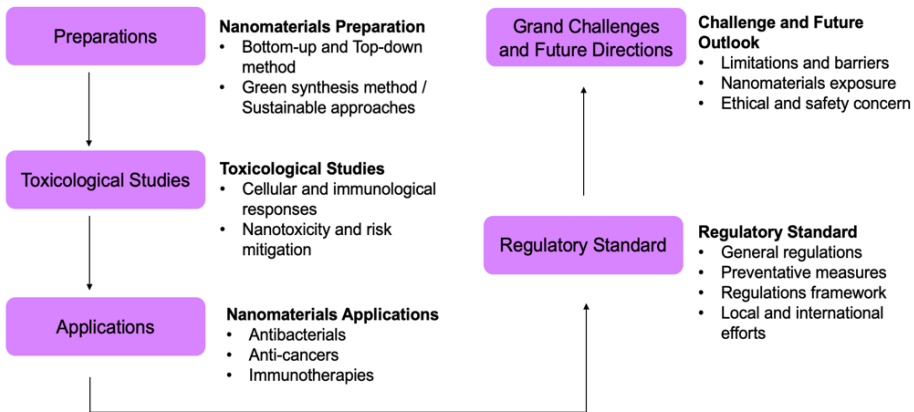 Preparations
Nanomaterials Preparation
• Bottom-up and Top-down
method
• Green synthesis method /
Sustainable approaches
Toxicological Studies
Toxicological Studies
• Cellular and immunological
responses
• Nanotoxicity and risk
mitigation
Applications
Nanomaterials Applications
• Antibacterials
• Anti-cancers
• Immunotherapies
Regulatory Standard
Regulatory Standard
• General regulations
• Preventative measures
• Regulations framework
• Local and international
efforts
Grand Challenges
and Future Directions
Challenge and Future
Outlook
• Limitations and barriers
• Nanomaterials exposure
• Ethical and safety concern